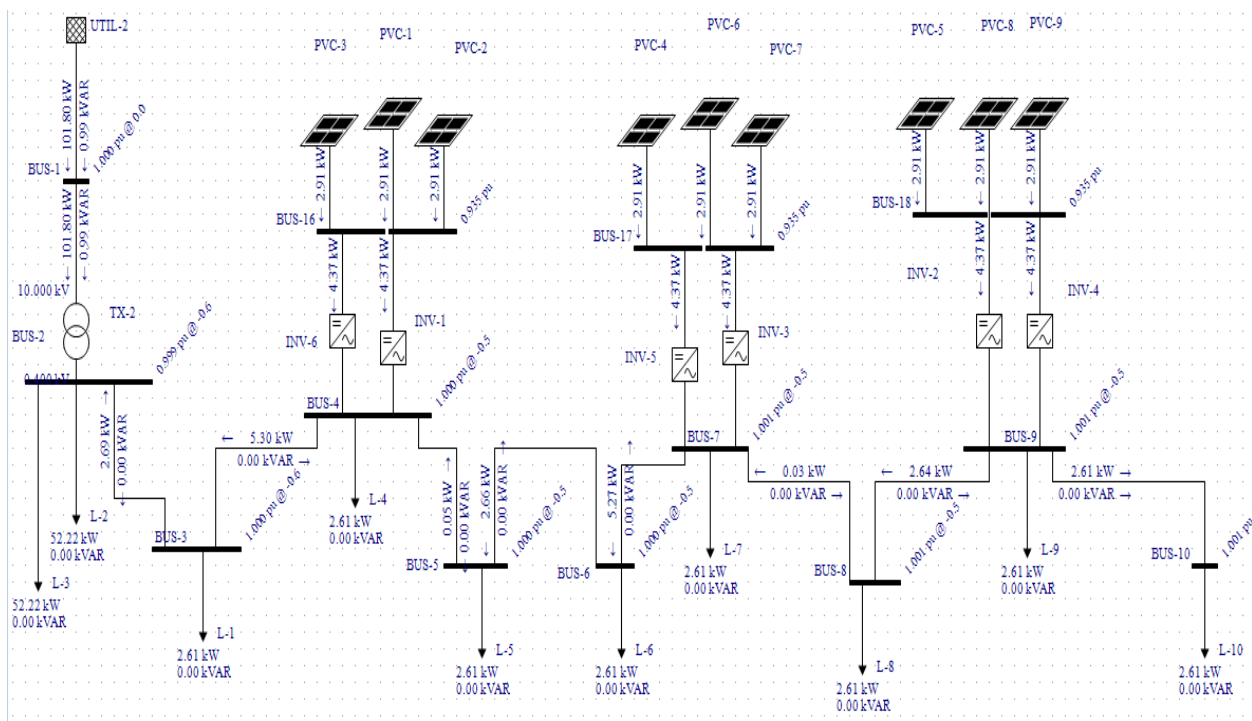 UTIL-2
↓ 101.80 kW
↓ 0.99 kVAR
BUS-1
1.000 pu @ 0.0
↓ 101.80 kW
↓ 0.99 kVAR
10.000 kV
TX-2
BUS-2
0.400 kV
0.999 pu @ -0.6
2.69 kW →
← 0.00 kVAR
L-2
52.22 kW
0.00 kVAR
L-3
52.22 kW
0.00 kVAR
BUS-3
1.000 pu @ -0.6
L-1
2.61 kW
0.00 kVAR
PVC-3
PVC-1
PVC-2
← 2.91 kW
← 2.91 kW
← 2.91 kW
BUS-16
0.935 pu
← 4.37 kW
← 4.37 kW
INV-6
INV-1
BUS-4
1.000 pu @ -0.5
← 5.30 kW
0.00 kVAR →
L-4
2.61 kW
0.00 kVAR
0.05 kW →
← 0.00 kVAR
BUS-5
1.000 pu @ -0.5
← 2.66 kW
0.00 kVAR →
L-5
2.61 kW
0.00 kVAR
BUS-6
1.000 pu @ -0.5
← 5.27 kW
0.00 kVAR →
L-6
2.61 kW
0.00 kVAR
PVC-4
PVC-6
PVC-7
← 2.91 kW
← 2.91 kW
← 2.91 kW
BUS-17
0.935 pu
← 4.37 kW
← 4.37 kW
INV-5
INV-3
BUS-7
1.001 pu @ -0.5
← 0.03 kW
0.00 kVAR →
L-7
2.61 kW
0.00 kVAR
BUS-8
1.001 pu @ -0.5
L-8
2.61 kW
0.00 kVAR
PVC-5
PVC-8
PVC-9
← 2.91 kW
← 2.91 kW
← 2.91 kW
BUS-18
0.935 pu
← 4.37 kW
← 4.37 kW
INV-2
INV-4
BUS-9
1.001 pu @ -0.5
← 2.64 kW
0.00 kVAR →
2.61 kW →
0.00 kVAR →
L-9
2.61 kW
0.00 kVAR
BUS-10
1.001 pu
L-10
2.61 kW
0.00 kVAR